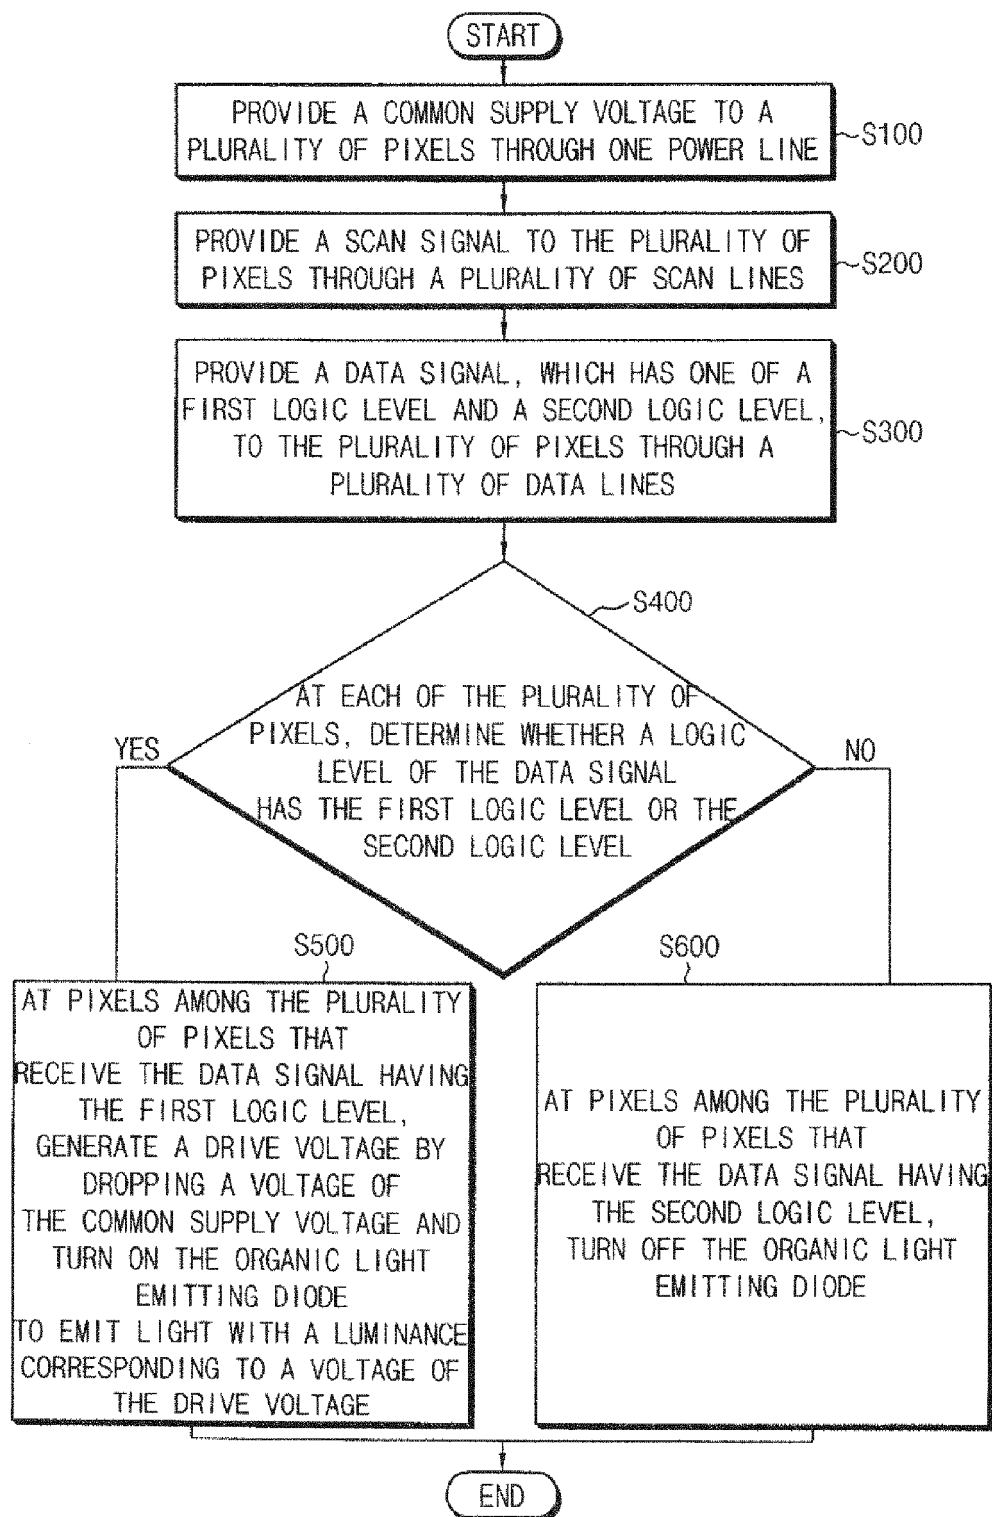 START
PROVIDE A COMMON SUPPLY VOLTAGE TO A
PLURALITY OF PIXELS THROUGH ONE POWER LINE
S100
PROVIDE A SCAN SIGNAL TO THE PLURALITY OF
PIXELS THROUGH A PLURALITY OF SCAN LINES
S200
PROVIDE A DATA SIGNAL, WHICH HAS ONE OF A
FIRST LOGIC LEVEL AND A SECOND LOGIC LEVEL,
TO THE PLURALITY OF PIXELS THROUGH A
PLURALITY OF DATA LINES
S300
S400
AT EACH OF THE PLURALITY OF
PIXELS, DETERMINE WHETHER A LOGIC
LEVEL OF THE DATA SIGNAL
HAS THE FIRST LOGIC LEVEL OR THE
SECOND LOGIC LEVEL
YES
NO
S500
AT PIXELS AMONG THE PLURALITY
OF PIXELS THAT
RECEIVE THE DATA SIGNAL HAVING
THE FIRST LOGIC LEVEL,
GENERATE A DRIVE VOLTAGE BY
DROPPING A VOLTAGE OF
THE COMMON SUPPLY VOLTAGE AND
TURN ON THE ORGANIC LIGHT
EMITTING DIODE
TO EMIT LIGHT WITH A LUMINANCE
CORRESPONDING TO A VOLTAGE OF
THE DRIVE VOLTAGE
S600
AT PIXELS AMONG THE PLURALITY
OF PIXELS THAT
RECEIVE THE DATA SIGNAL HAVING
THE SECOND LOGIC LEVEL,
TURN OFF THE ORGANIC LIGHT
EMITTING DIODE
END